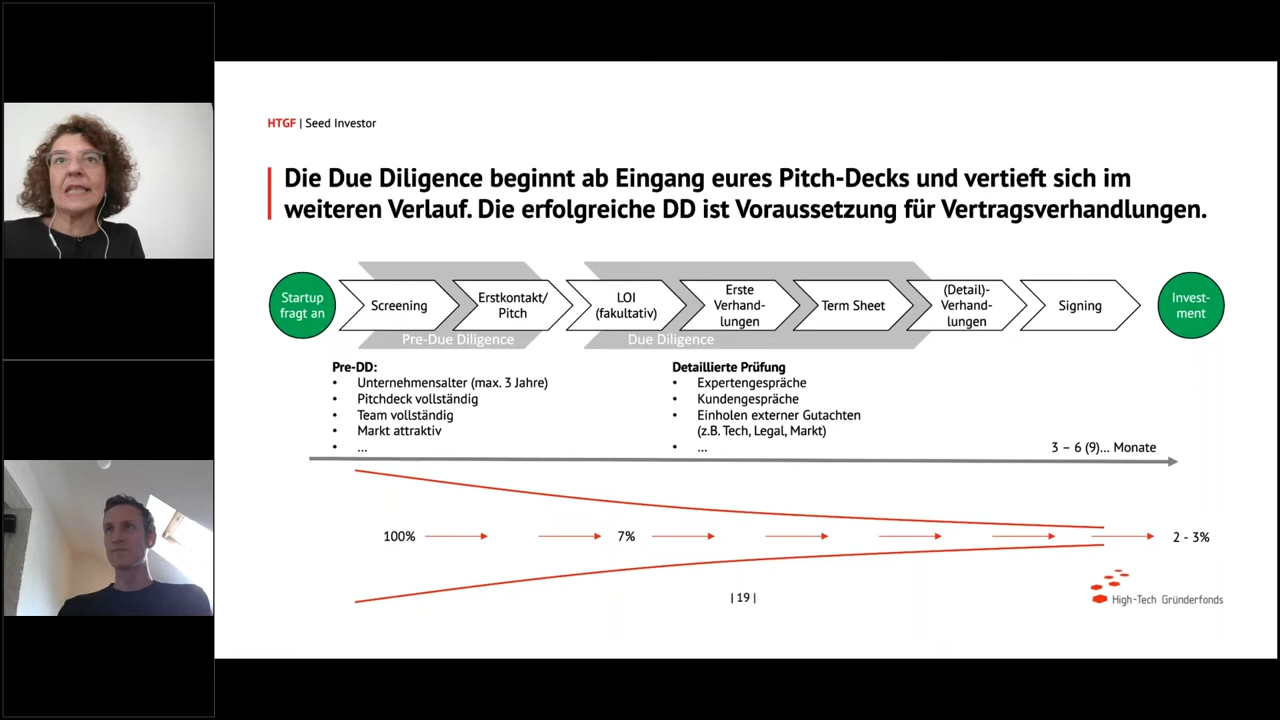 HTGF | Seed Investor
Die Due Diligence beginnt ab Eingang eures Pitch-Decks und vertieft sich im
weiteren Verlauf. Die erfolgreiche DD ist Voraussetzung für Vertragsverhandlungen.
Startup
fragt an
Screening
Erstkontakt/
Pitch
LOI
(fakultativ)
Erste
Verhand-
lungen
Term Sheet
(Detail)-
Verhand-
lungen
Signing
Invest-
ment
Pre-Due Diligence
Due Diligence
Pre-DD:
• Unternehmensalter (max. 3 Jahre)
• Pitchdeck vollständig
• Team vollständig
• Markt attraktiv
• ...
Detaillierte Prüfung
• Expertengespräche
• Kundengespräche
• Einholen externer Gutachten
(z.B. Tech, Legal, Markt)
• ...
3 – 6 (9)... Monate
100%
7%
2 - 3%
| 19 |
High-Tech Gründerfonds